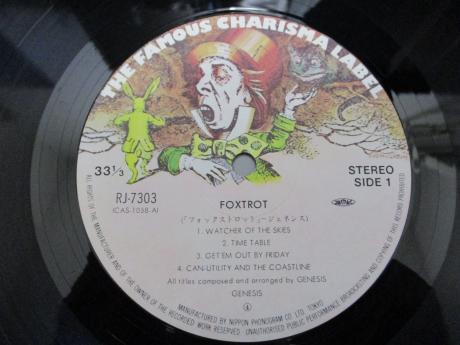 THE FAMOUS CHARISMA LABEL
33 1/3
STEREO
RJ-7303
SIDE 1
(CAS-1058-A)
FOXTROT
(「フォックストロット」-ジェネシス)
1. WATCHER OF THE SKIES
2. TIME TABLE
3. GET'EM OUT BY FRIDAY
4. CAN-UTILITY AND THE COASTLINE
All titles composed and arranged by GENESIS
GENESIS
ALL RIGHTS OF THE MANUFACTURER AND OF THE OWNER OF THE RECORDED WORK RESERVED. UNAUTHORISED PUBLIC PERFORMANCE BROADCASTING AND COPYING OF THIS RECORD PROHIBITED
MANUFACTURED BY NIPPON PHONOGRAM CO. LTD. TOKYO